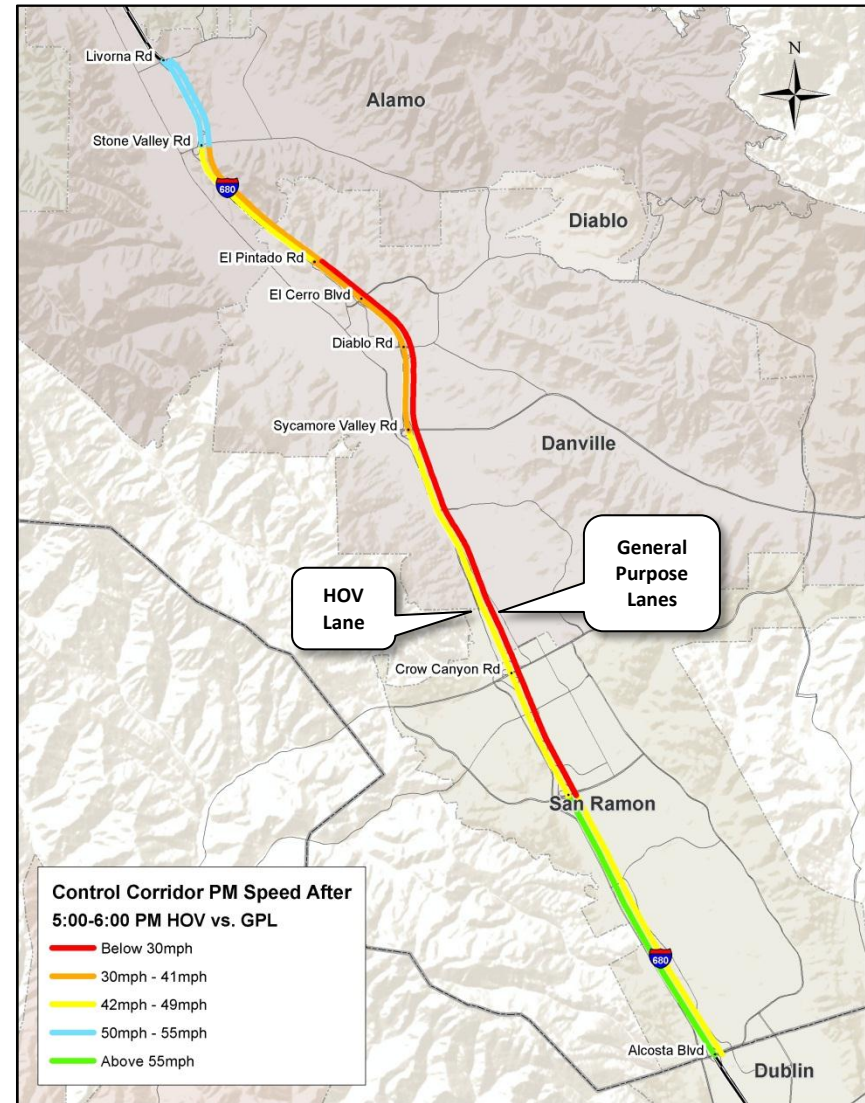 Livorna Rd
N
Alamo
Stone Valley Rd
680
Diablo
El Pintado Rd
El Cerro Blvd
Diablo Rd
Sycamore Valley Rd
Danville
General
Purpose
Lanes
HOV
Lane
Crow Canyon Rd
San Ramon
Control Corridor PM Speed After
5:00-6:00 PM HOV vs. GPL
Below 30mph
30mph - 41mph
42mph - 49mph
50mph - 55mph
Above 55mph
680
Alcosta Blvd
Dublin